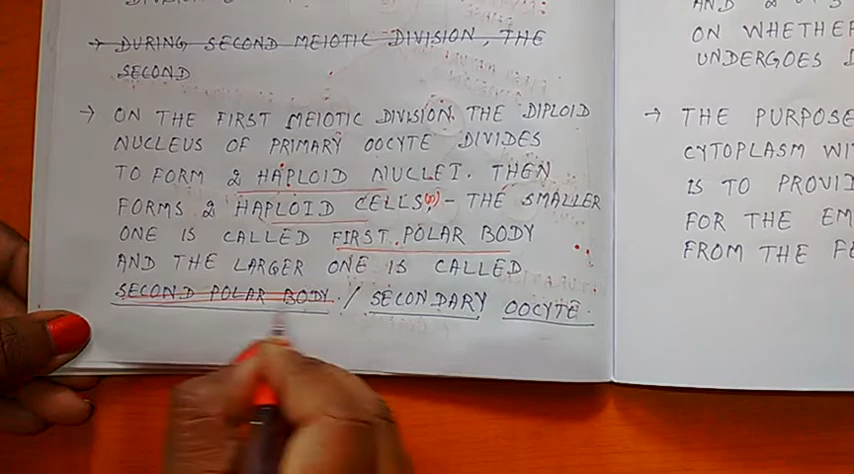 → DURING SECOND MEIOTIC DIVISION, THE
SECOND
→ ON THE FIRST MEIOTIC DIVISION THE DIPLOID
NUCLEUS OF PRIMARY OOCYTE DIVIDES
TO FORM 2 HAPLOID NUCLEI. THEN
FORMS 2 HAPLOID CELLS (n) - THE SMALLER
ONE IS CALLED FIRST POLAR BODY
AND THE LARGER ONE IS CALLED
SECOND POLAR BODY / SECONDARY OOCYTE.
AND 2
ON WHETHER
UNDERGOES
→ THE PURPOSE
CYTOPLASM
IS TO PROVID
FOR THE EM
FROM THE